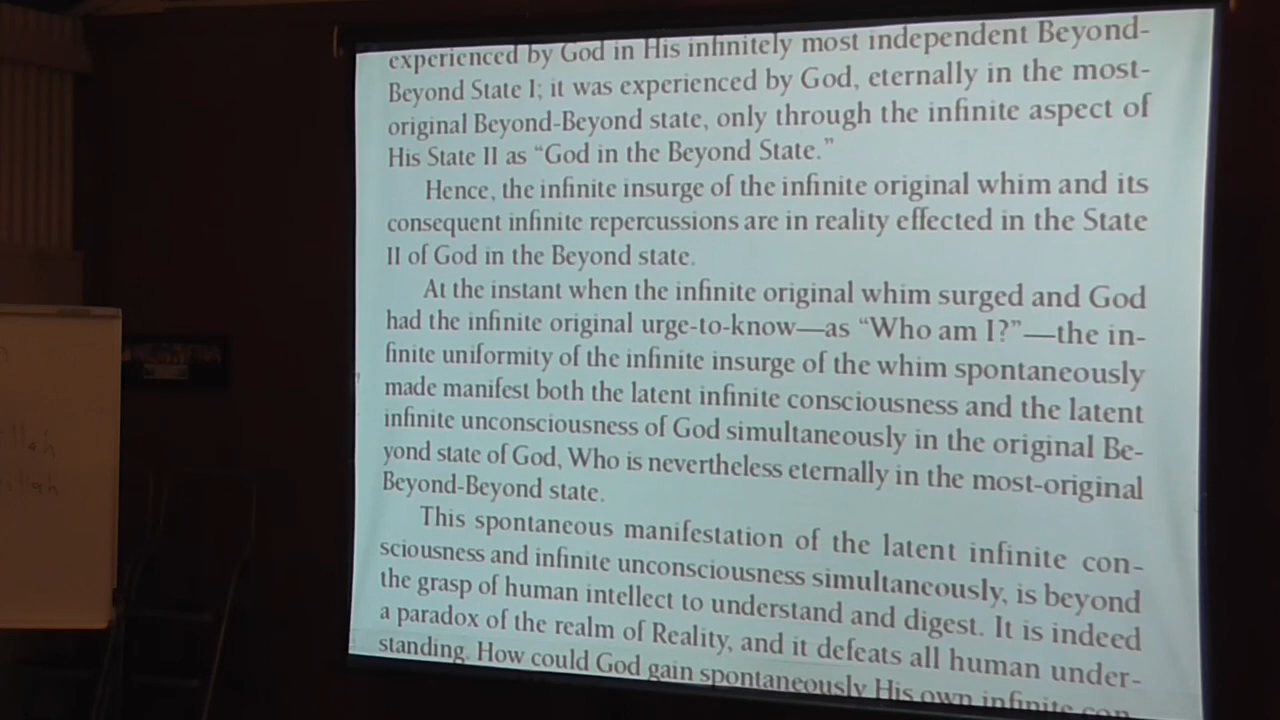 experienced by God in His infinitely most independent Beyond-
Beyond State I; it was experienced by God, eternally in the most-
original Beyond-Beyond state, only through the infinite aspect of
His State II as “God in the Beyond State.”
Hence, the infinite insurge of the infinite original whim and its
consequent infinite repercussions are in reality effected in the State
II of God in the Beyond state.
At the instant when the infinite original whim surged and God
had the infinite original urge-to-know—as “Who am I?”—the in-
finite uniformity of the infinite insurge of the whim spontaneously
made manifest both the latent infinite consciousness and the latent
infinite unconsciousness of God simultaneously in the original Be-
yond state of God, Who is nevertheless eternally in the most-original
Beyond-Beyond state.
This spontaneous manifestation of the latent infinite con-
sciousness and infinite unconsciousness simultaneously, is beyond
the grasp of human intellect to understand and digest. It is indeed
a paradox of the realm of Reality, and it defeats all human under-
standing. How could God gain spontaneously His own infinite con-